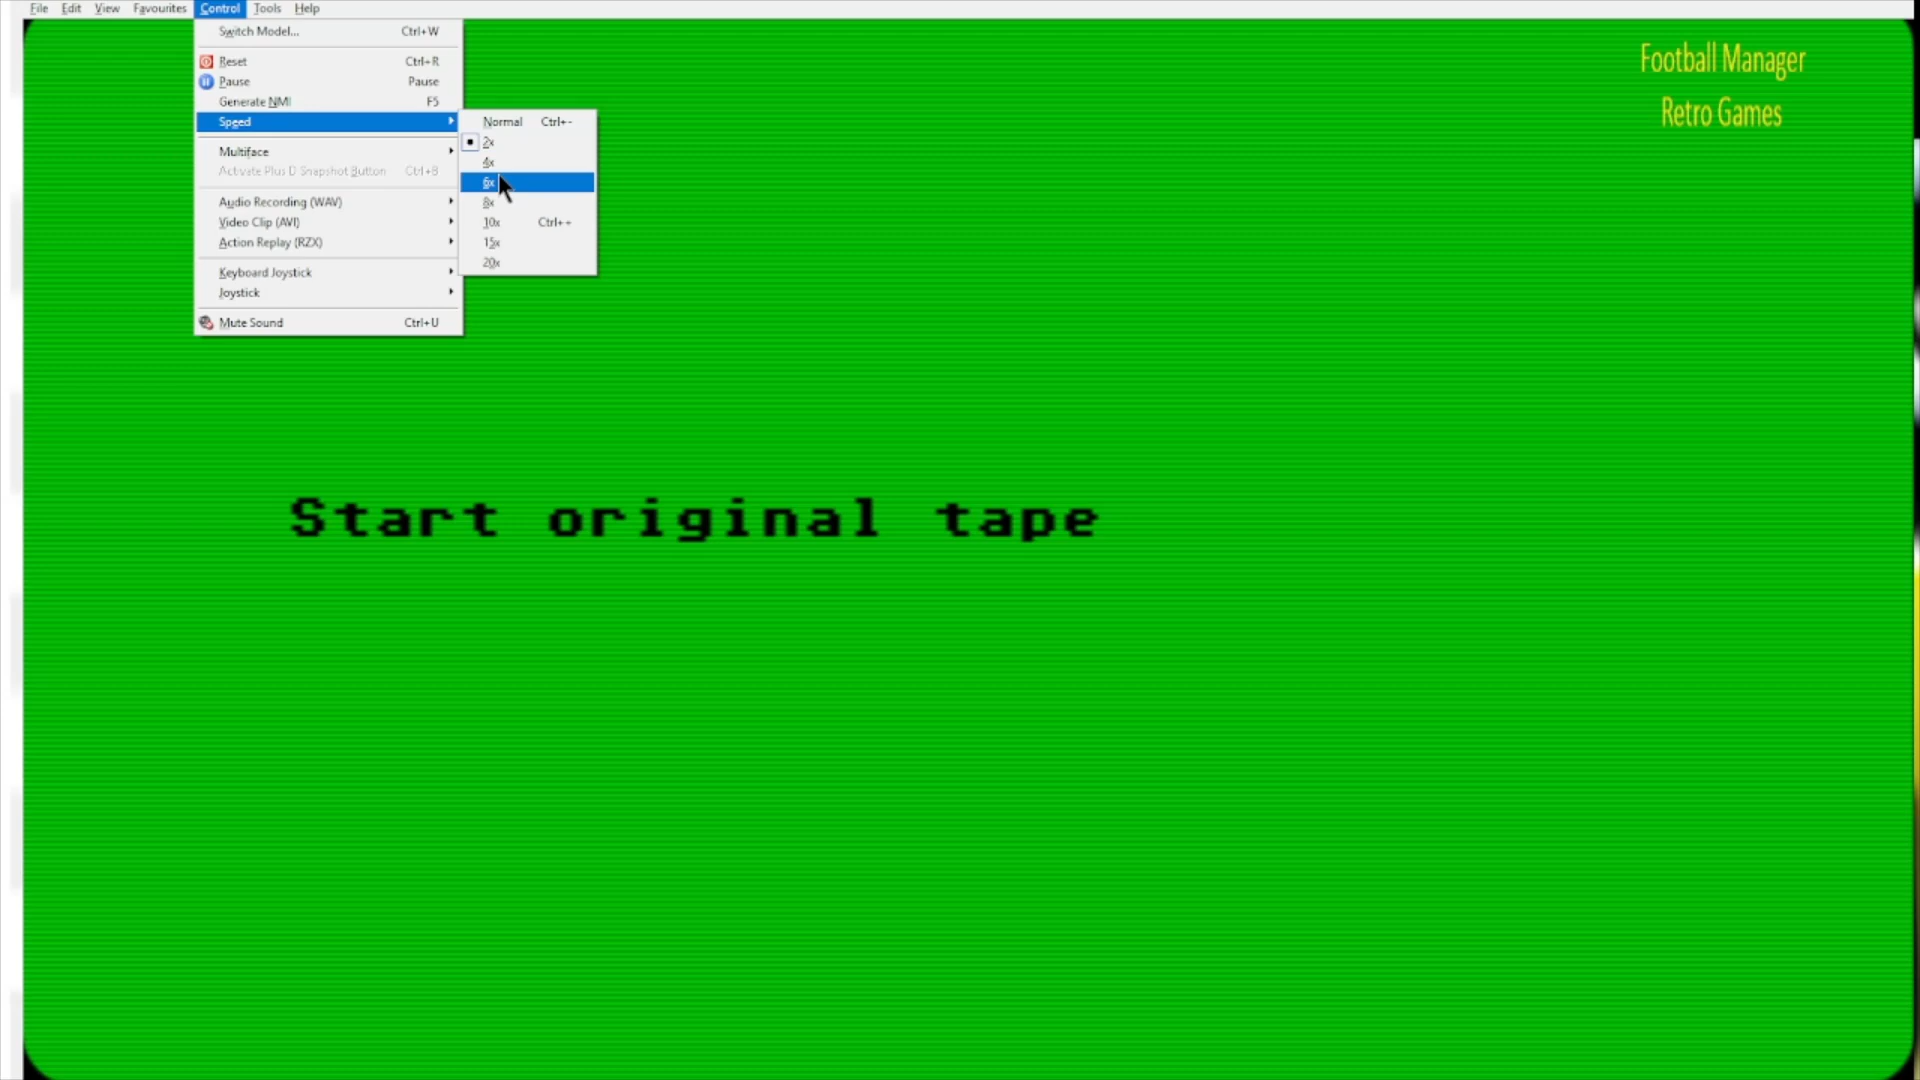 File Edit View Favourites Control Tools Help
Switch Model... Ctrl+W
Reset Ctrl+R
Pause Pause
Generate NMI F5
Speed
Multiface
Activate Plus D Snapshot Button Ctrl+B
Audio Recording (WAV)
Video Clip (AVI)
Action Replay (RZX)
Keyboard Joystick
Joystick
Mute Sound Ctrl+U
Normal Ctrl+-
2x
4x
6x
8x
10x Ctrl++
15x
20x
Football Manager
Retro Games
Start original tape